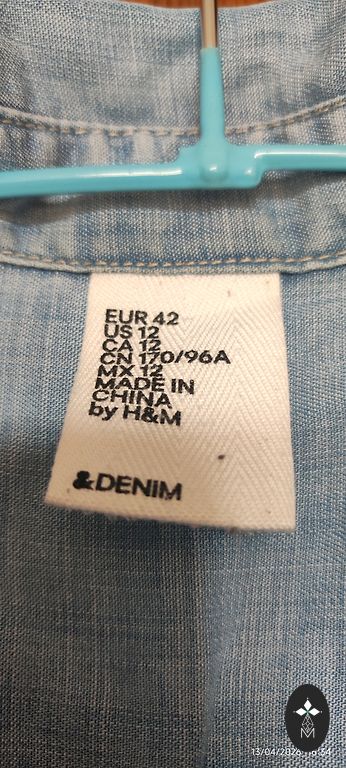 EUR 42
US 12
CA 12
CN 170/96A
MX 12
MADE IN
CHINA
by H&M
&DENIM
M